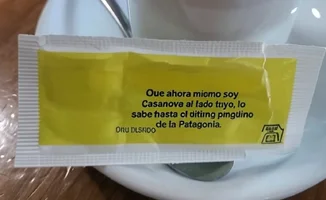 Que ahora mismo soy
Casanova al lado tuyo, lo
sabe hasta el último pingüino
de la Patagonia.